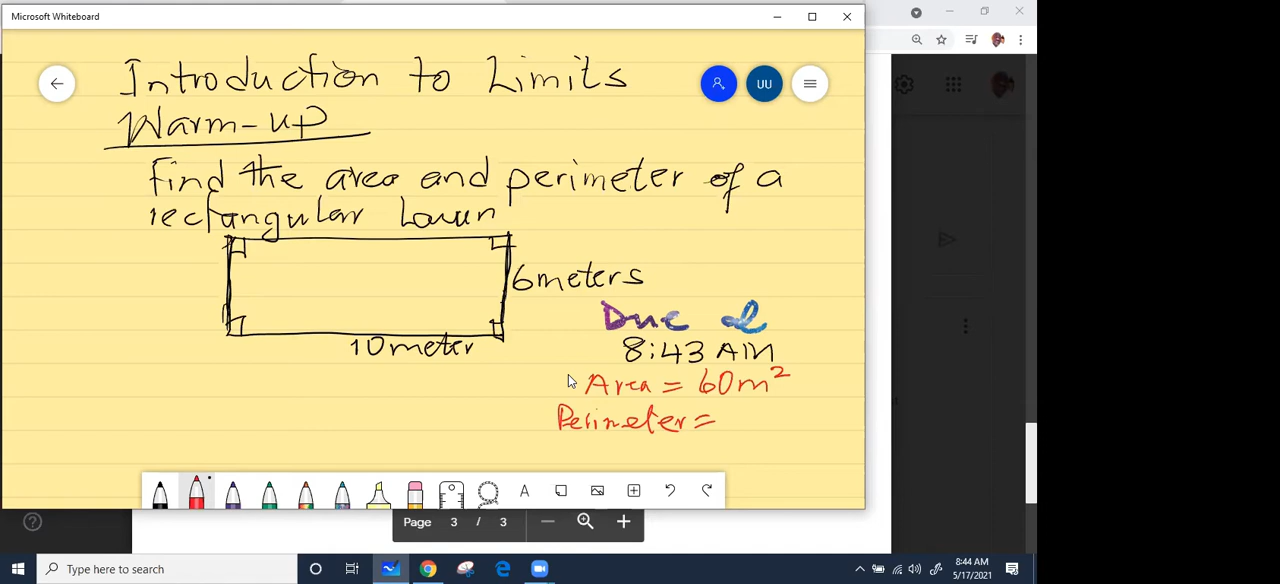 Microsoft Whiteboard
Introduction to Limits
UU
Warm-up
Find the area and perimeter of a
rectangular Lawn
6meters
10meter
Due @
8:43 AM
Area = 60m²
Perimeter =
A
Page 3 / 3
Type here to search
8:44 AM
5/17/2021